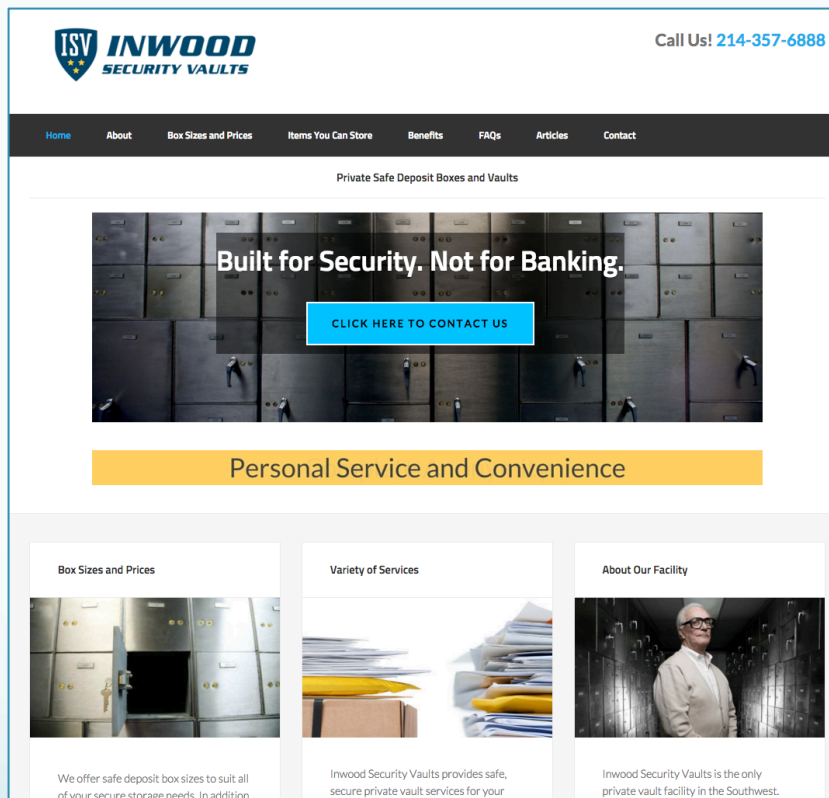 ISV INWOOD
SECURITY VAULTS
Call Us! 214-357-6888
Home About Box Sizes and Prices Items You Can Store Benefits FAQs Articles Contact
Private Safe Deposit Boxes and Vaults
Built for Security. Not for Banking.
CLICK HERE TO CONTACT US
Personal Service and Convenience
Box Sizes and Prices
We offer safe deposit box sizes to suit all
of your secure storage needs. In addition
Variety of Services
Inwood Security Vaults provides safe,
secure private vault services for your
About Our Facility
Inwood Security Vaults is the only
private vault facility in the Southwest.